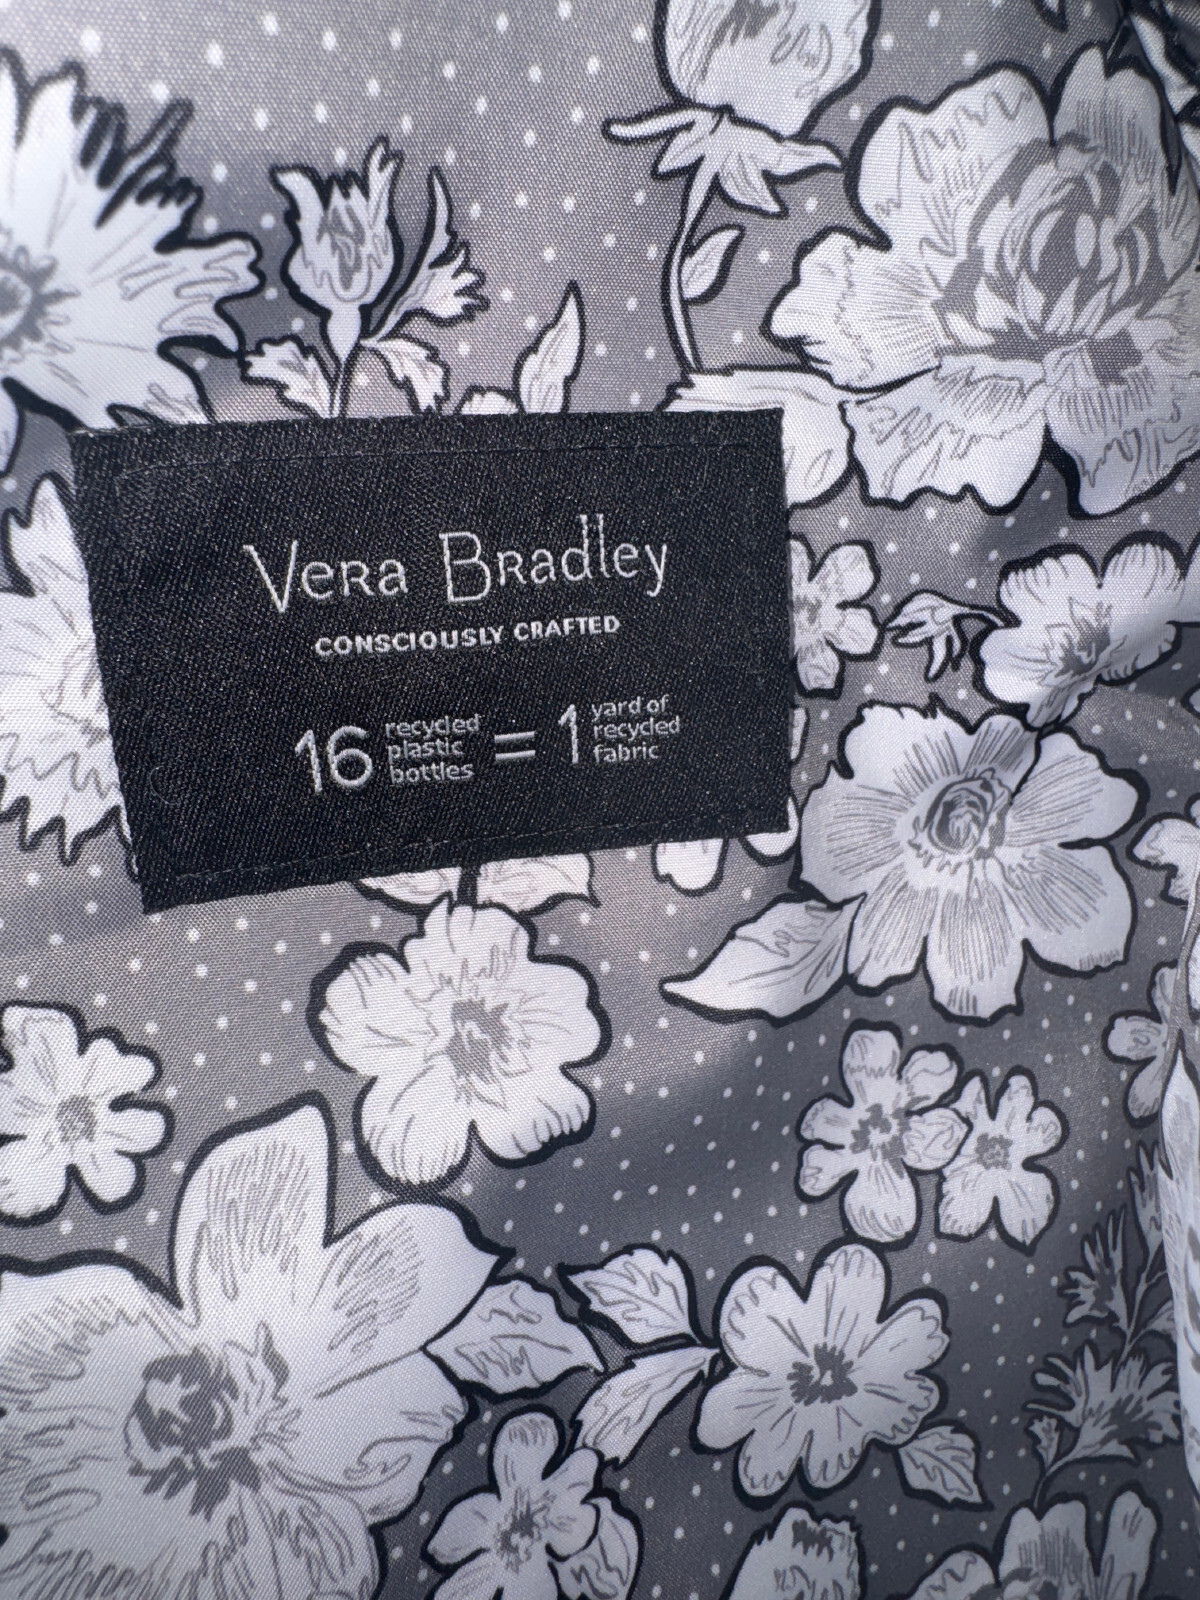 Vera Bradley
CONSCIOUSLY CRAFTED
16 recycled plastic bottles = 1 yard of recycled fabric